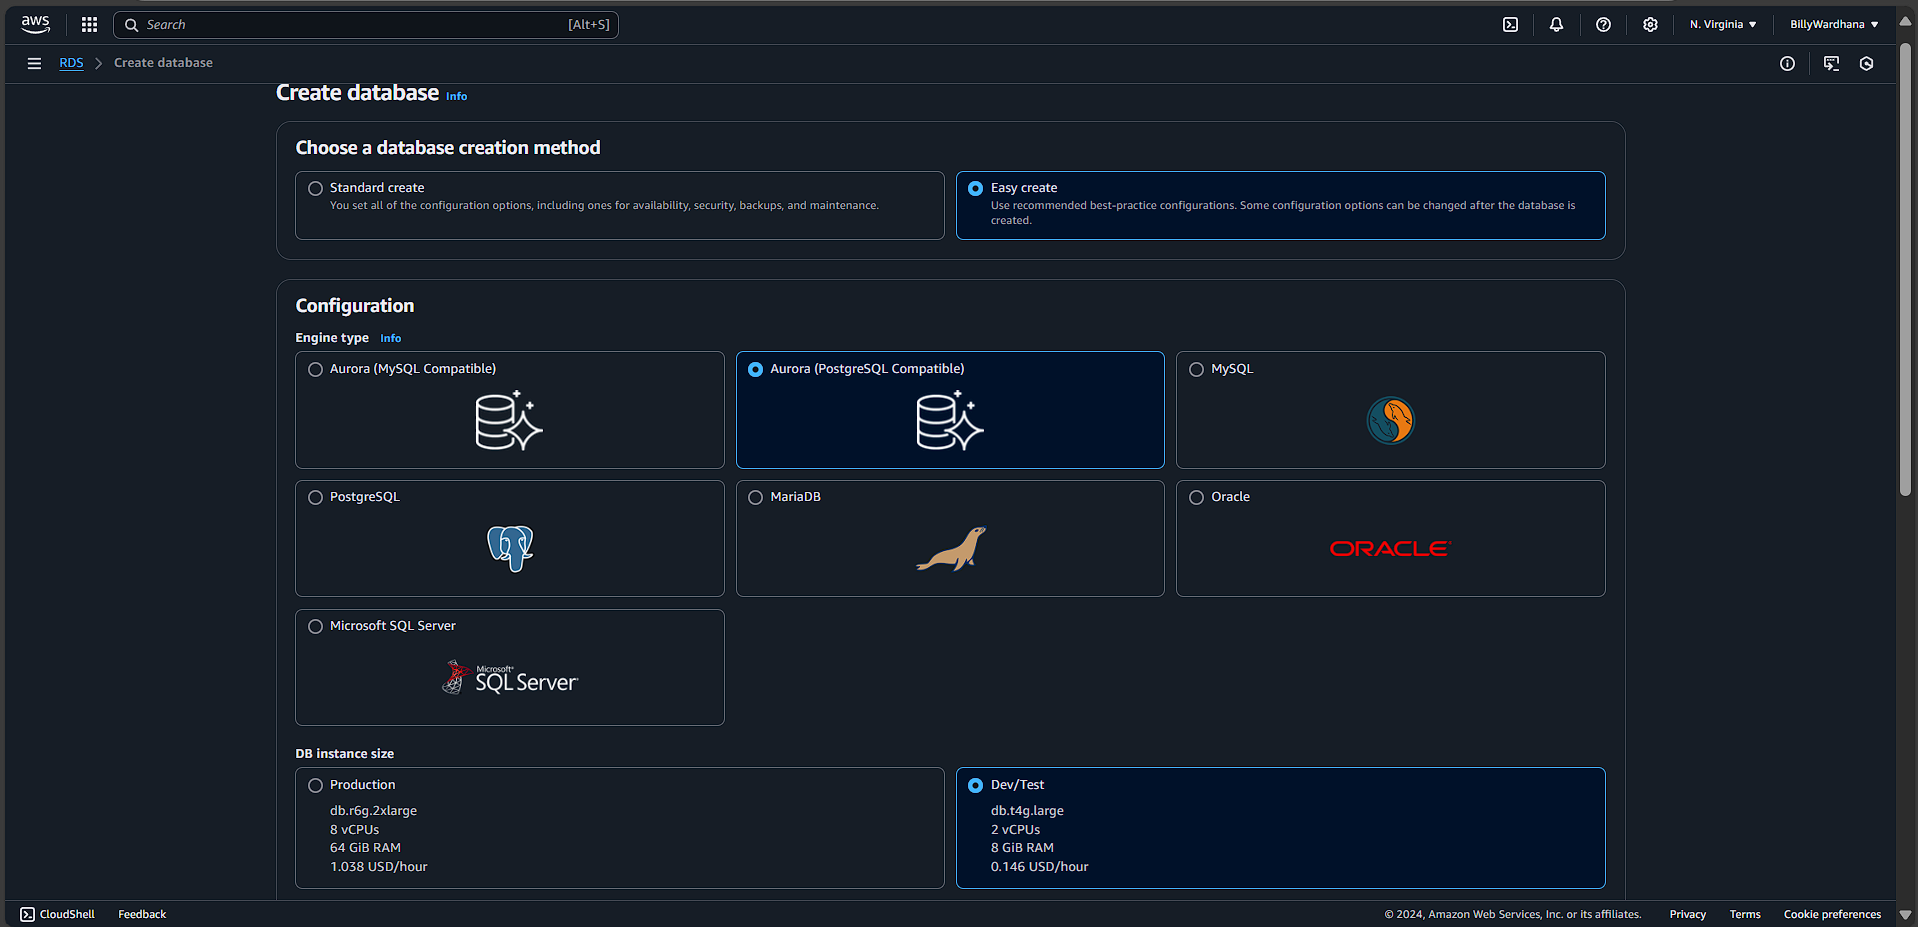 aws
Search
[Alt+S]
N. Virginia
BillyWardhana
RDS
Create database
Create database
Info
Choose a database creation method
Standard create
You set all of the configuration options, including ones for availability, security, backups, and maintenance.
Easy create
Use recommended best-practice configurations. Some configuration options can be changed after the database is
created.
Configuration
Engine type
Info
Aurora (MySQL Compatible)
Aurora (PostgreSQL Compatible)
MySQL
PostgreSQL
MariaDB
Oracle
ORACLE
Microsoft SQL Server
Microsoft
SQL Server
DB instance size
Production
db.r6g.2xlarge
8 vCPUs
64 GiB RAM
1.038 USD/hour
Dev/Test
db.t4g.large
2 vCPUs
8 GiB RAM
0.146 USD/hour
CloudShell
Feedback
© 2024, Amazon Web Services, Inc. or its affiliates.
Privacy
Terms
Cookie preferences